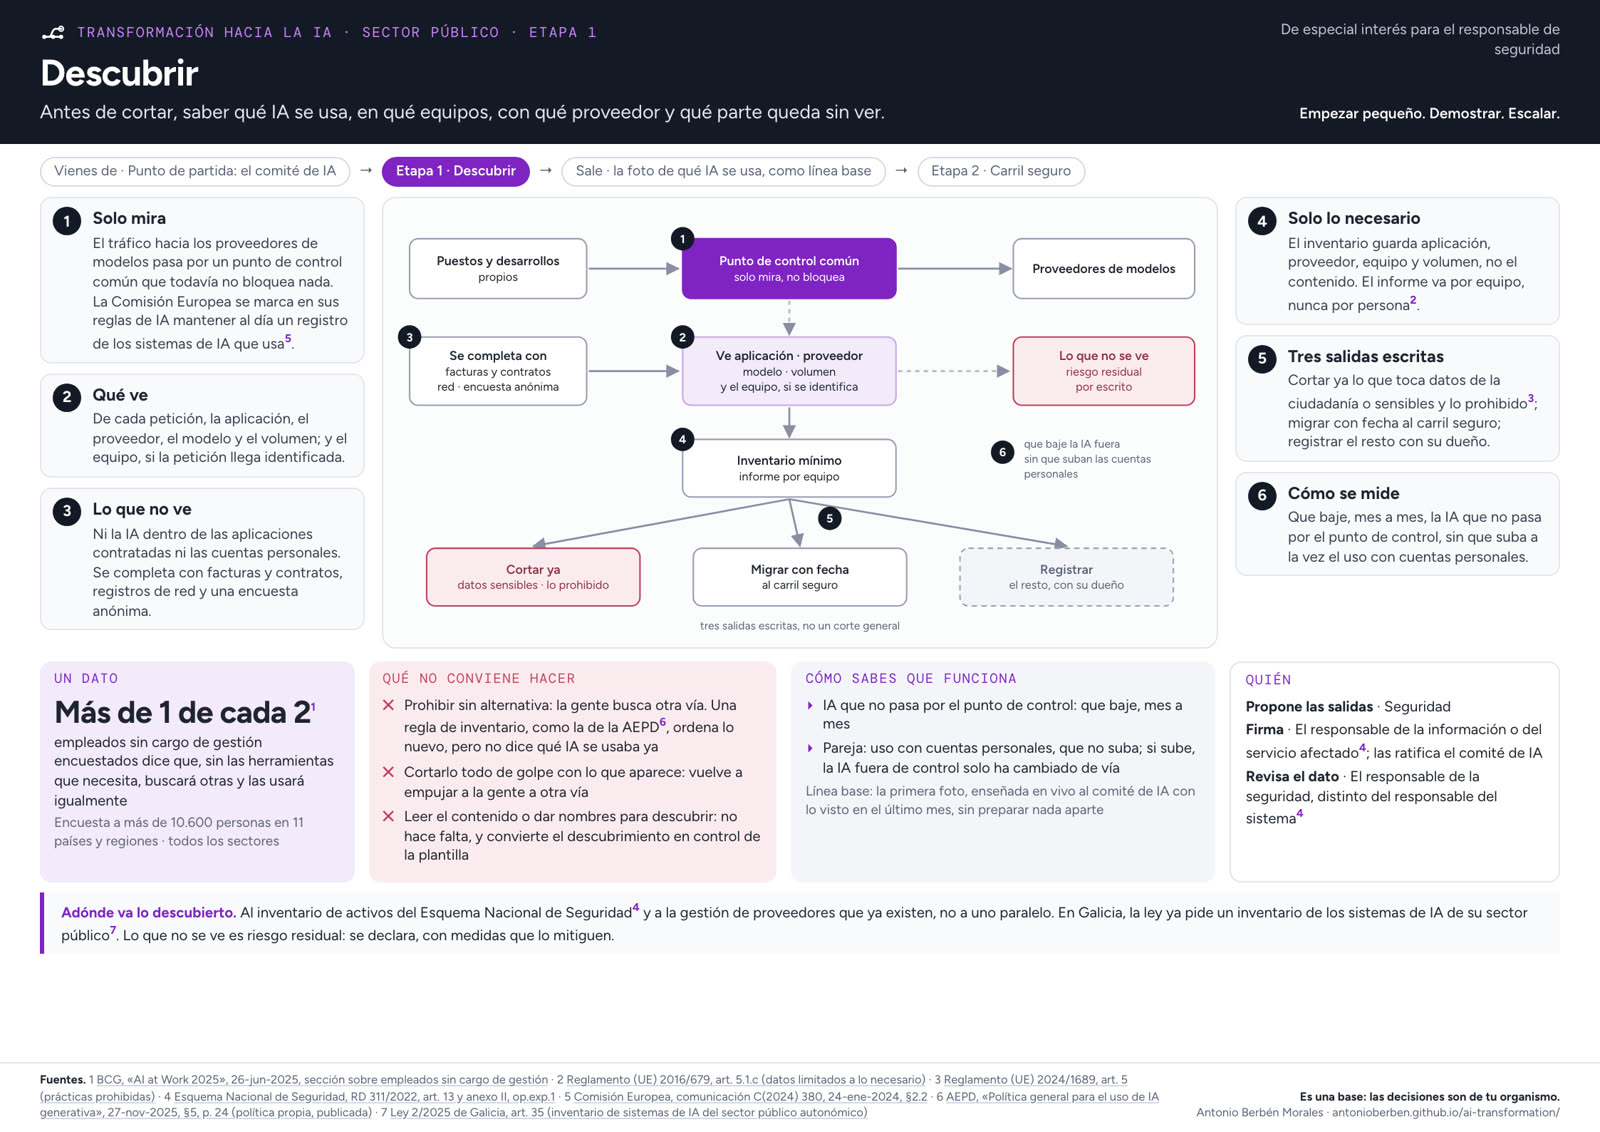 TRANSFORMACIÓN HACIA LA IA · SECTOR PÚBLICO · ETAPA 1
De especial interés para el responsable de
seguridad
Descubrir
Antes de cortar, saber qué IA se usa, en qué equipos, con qué proveedor y qué parte queda sin ver.
Empezar pequeño. Demostrar. Escalar.
Vienes de · Punto de partida: el comité de IA → Etapa 1 · Descubrir → Sale · la foto de qué IA se usa, como línea base → Etapa 2 · Carril seguro
1 Solo mira
El tráfico hacia los proveedores de
modelos pasa por un punto de control
común que todavía no bloquea nada.
La Comisión Europea se marca en sus
reglas de IA mantener al día un registro
de los sistemas de IA que usa5.
2 Qué ve
De cada petición, la aplicación, el
proveedor, el modelo y el volumen; y el
equipo, si la petición llega identificada.
3 Lo que no ve
Ni la IA dentro de las aplicaciones
contratadas ni las cuentas personales.
Se completa con facturas y contratos,
registros de red y una encuesta
anónima.
Puestos y desarrollos
propios
1
Punto de control común
solo mira, no bloquea
Proveedores de modelos
3
Se completa con
facturas y contratos
red · encuesta anónima
2
Ve aplicación · proveedor
modelo · volumen
y el equipo, si se identifica
Lo que no se ve
riesgo residual
por escrito
4
Inventario mínimo
informe por equipo
6
que baje la IA fuera
sin que suban las cuentas
personales
5
Cortar ya
datos sensibles · lo prohibido
Migrar con fecha
al carril seguro
Registrar
el resto, con su dueño
tres salidas escritas, no un corte general
4 Solo lo necesario
El inventario guarda aplicación,
proveedor, equipo y volumen, no el
contenido. El informe va por equipo,
nunca por persona2.
5 Tres salidas escritas
Cortar ya lo que toca datos de la
ciudadanía o sensibles y lo prohibido3;
migrar con fecha al carril seguro;
registrar el resto con su dueño.
6 Cómo se mide
Que baje, mes a mes, la IA que no pasa
por el punto de control, sin que suba a
la vez el uso con cuentas personales.
UN DATO
Más de 1 de cada 21
empleados sin cargo de gestión
encuestados dice que, sin las herramientas
que necesita, buscará otras y las usará
igualmente
Encuesta a más de 10.600 personas en 11
países y regiones · todos los sectores
QUÉ NO CONVIENE HACER
Prohibir sin alternativa: la gente busca otra vía. Una
regla de inventario, como la de la AEPD6, ordena lo
nuevo, pero no dice qué IA se usaba ya
Cortarlo todo de golpe con lo que aparece: vuelve a
empujar a la gente a otra vía
Leer el contenido o dar nombres para descubrir: no
hace falta, y convierte el descubrimiento en control de
la plantilla
CÓMO SABES QUE FUNCIONA
IA que no pasa por el punto de control: que baje, mes a
mes
Pareja: uso con cuentas personales, que no suba; si sube,
la IA fuera de control solo ha cambiado de vía
Línea base: la primera foto, enseñada en vivo al comité de IA con
lo visto en el último mes, sin preparar nada aparte
QUIÉN
Propone las salidas · Seguridad
Firma · El responsable de la información o del
servicio afectado4; las ratifica el comité de IA
Revisa el dato · El responsable de la
seguridad, distinto del responsable del
sistema4
Adónde va lo descubierto. Al inventario de activos del Esquema Nacional de Seguridad4 y a la gestión de proveedores que ya existen, no a uno paralelo. En Galicia, la ley ya pide un inventario de los sistemas de IA de su sector
público7. Lo que no se ve es riesgo residual: se declara, con medidas que lo mitiguen.
Fuentes. 1 BCG, «AI at Work 2025», 26-jun-2025, sección sobre empleados sin cargo de gestión · 2 Reglamento (UE) 2016/679, art. 5.1.c (datos limitados a lo necesario) · 3 Reglamento (UE) 2024/1689, art. 5
(prácticas prohibidas) · 4 Esquema Nacional de Seguridad, RD 311/2022, art. 13 y anexo II, op.exp.1 · 5 Comisión Europea, comunicación C(2024) 380, 24-ene-2024, §2.2 · 6 AEPD, «Política general para el uso de IA
generativa», 27-nov-2025, §5, p. 24 (política propia, publicada) · 7 Ley 2/2025 de Galicia, art. 35 (inventario de sistemas de IA del sector público autonómico)
Es una base: las decisiones son de tu organismo.
Antonio Berbén Morales · antonioberben.github.io/ai-transformation/